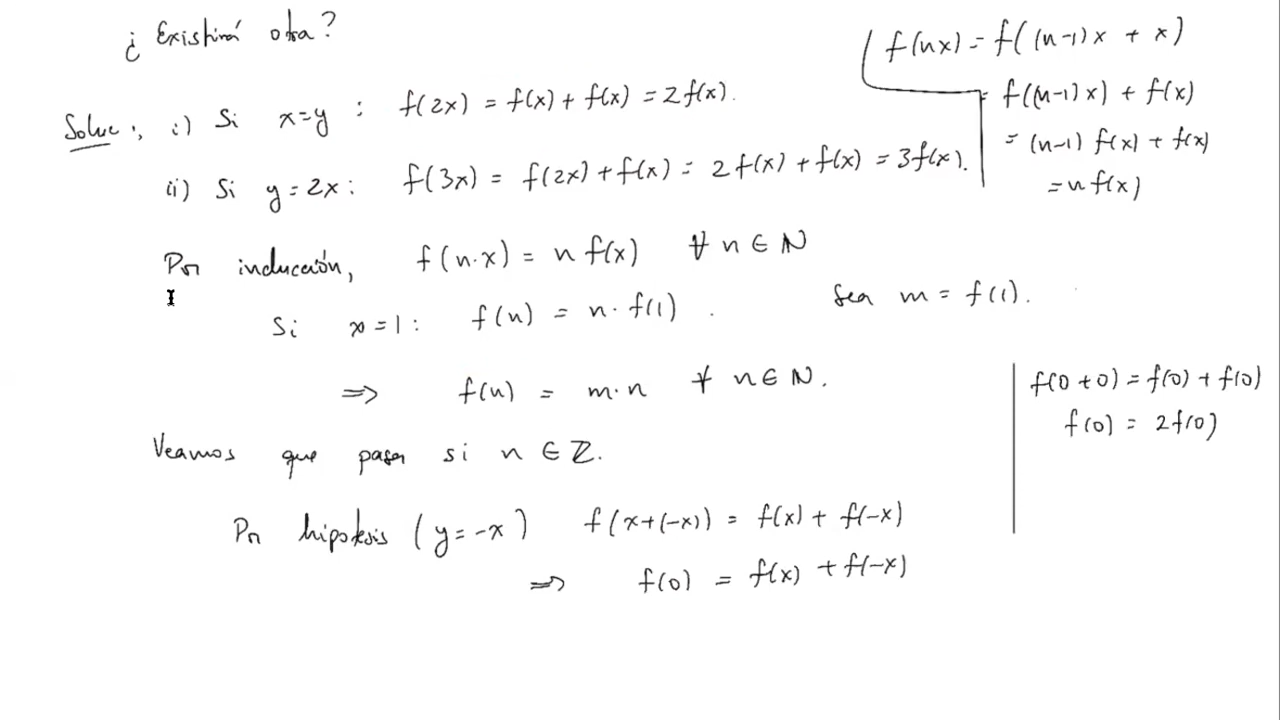 ¿ Existirá otra?
Soluc:, i) Si x=y : f(2x) = f(x) + f(x) = 2f(x).
ii) Si y = 2x: f(3x) = f(2x) + f(x) = 2f(x) + f(x) = 3f(x).
f(nx) = f((n-1)x + x)
= f((n-1)x) + f(x)
= (n-1) f(x) + f(x)
= n f(x)
Por inducción, f(n·x) = n f(x) ∀ n ∈ ℕ
Si x=1: f(n) = n·f(1). Sea m = f(1).
⟹ f(n) = m·n ∀ n ∈ ℕ.
Veamos que pasa si n ∈ ℤ.
f(0+0) = f(0) + f(0)
f(0) = 2f(0)
Por hipotesis (y=-x) f(x+(-x)) = f(x) + f(-x)
⟹ f(0) = f(x) + f(-x)